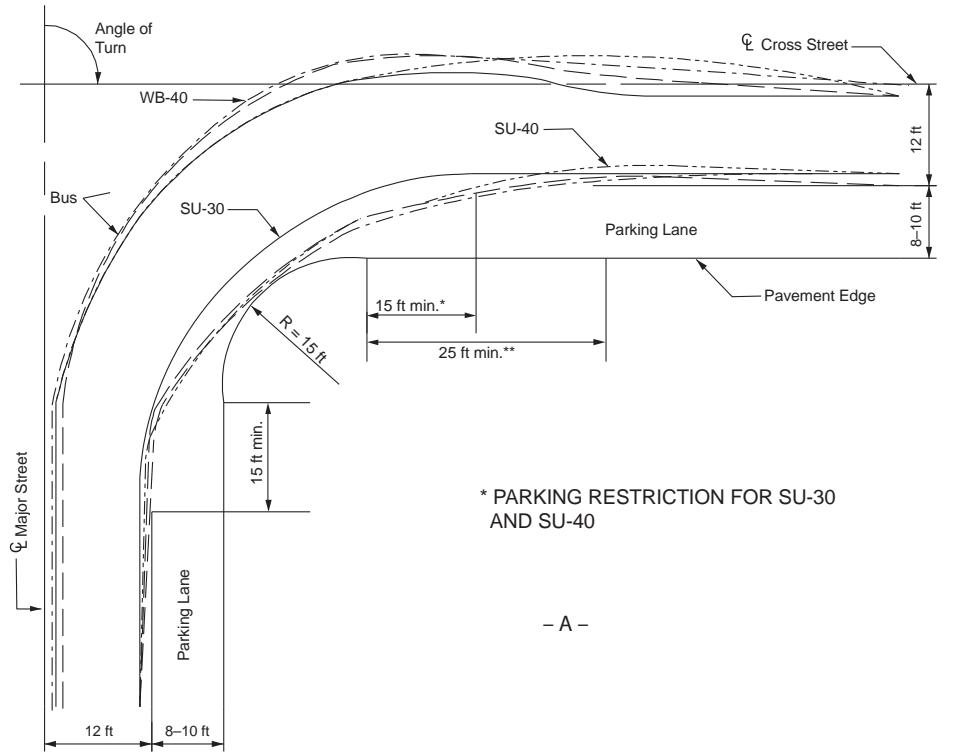 Angle of
Turn
℄ Cross Street
WB-40
SU-40
12 ft
Bus
SU-30
Parking Lane
8–10 ft
Pavement Edge
15 ft min.*
R = 15 ft
25 ft min.**
15 ft min.
℄ Major Street
* PARKING RESTRICTION FOR SU-30
AND SU-40
Parking Lane
– A –
12 ft
8–10 ft